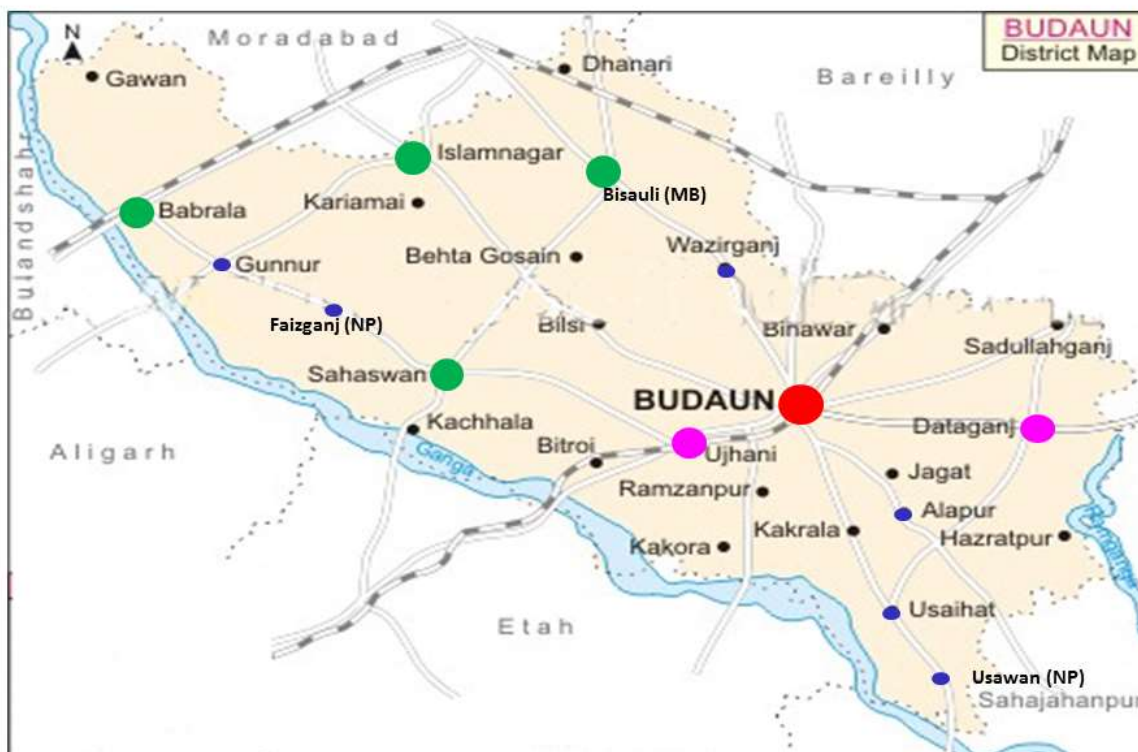 BUDAUN
District Map
N
Moradabad
Dhanari
Bareilly
Gawan
Bulandshahr
Islamnagar
Bisauli (MB)
Babrala
Kariamai
Wazirganj
Behta Gosain
Gunnur
Faizganj (NP)
Bilsi
Binawar
Sadullahganj
Sahaswan
BUDAUN
Kachhala
Dataganj
Aligarh
Ganga
Bitroi
Ujhani
Jagat
Ramzanpur
Alapur
Kakora
Kakrala
Hazratpur
Ramganga
Etah
Usaihat
Usawan (NP)
Sahajahanpur